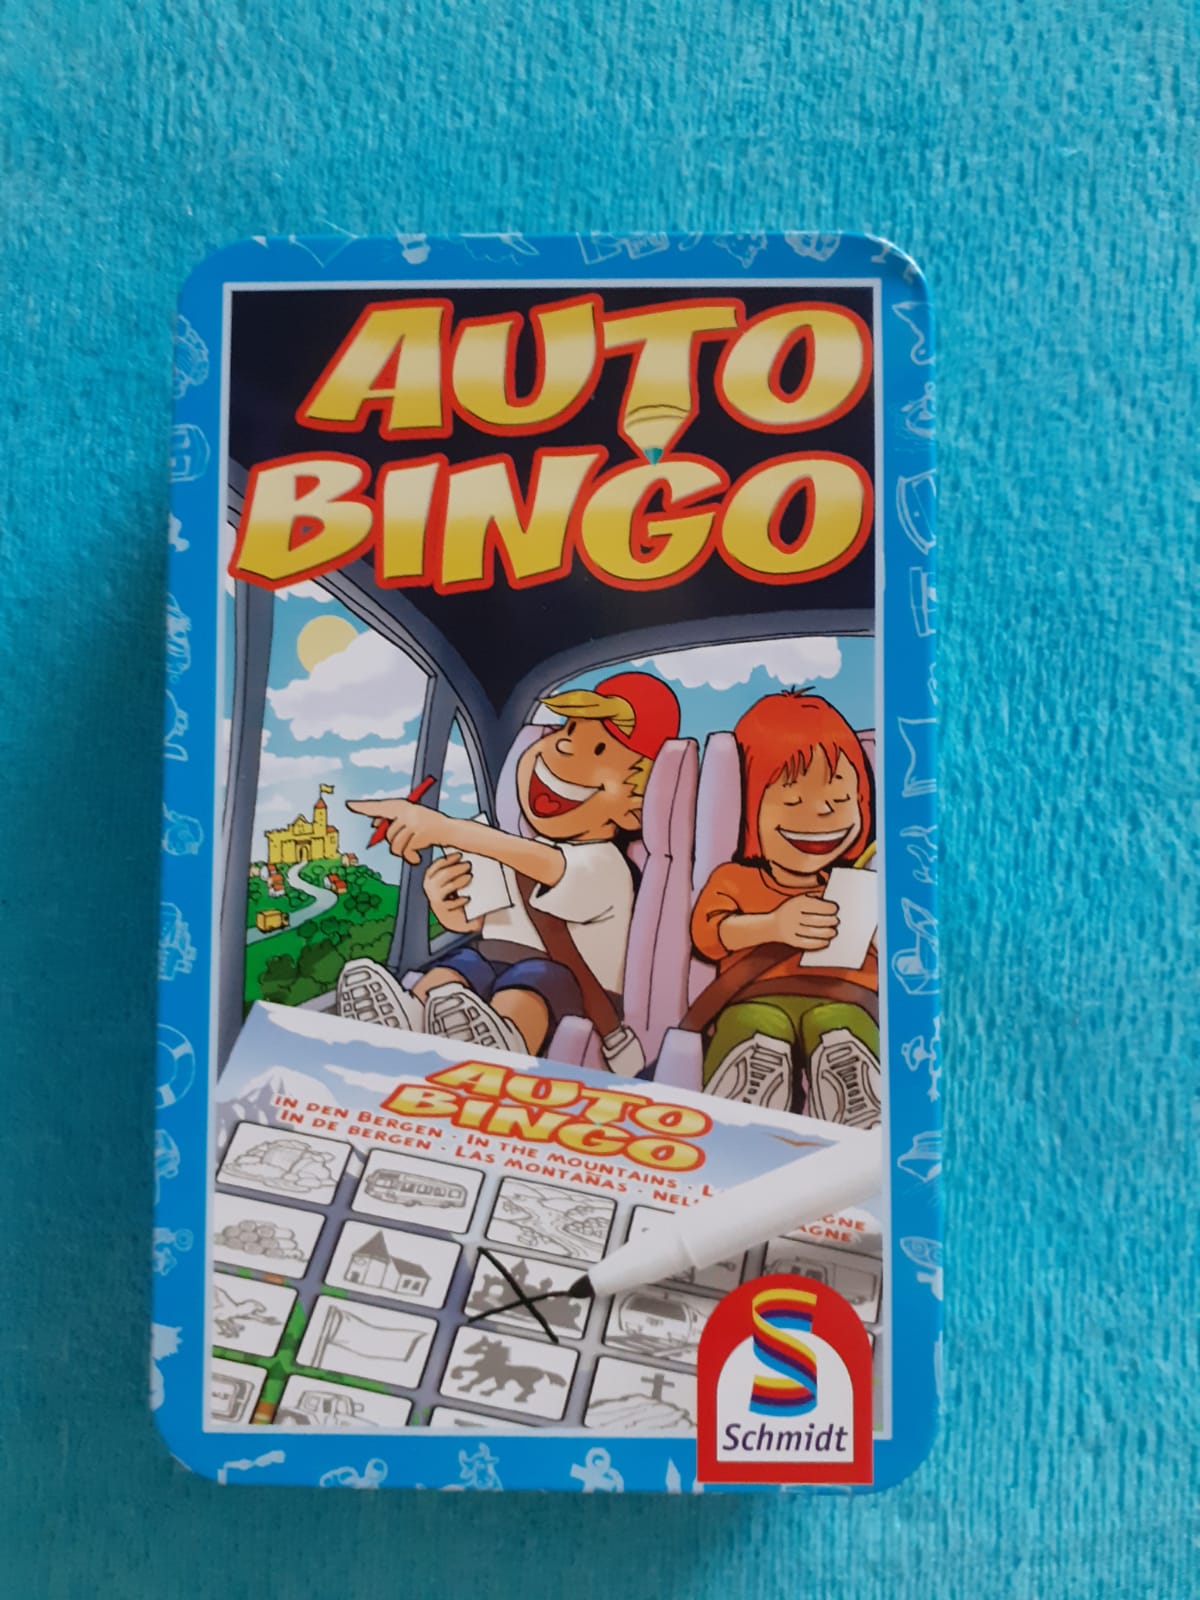 AUTO
BINGO
AUTO
BINGO
IN DEN BERGEN · IN THE MOUNTAINS ·
IN DE BERGEN · LAS MONTAÑAS ·
Schmidt